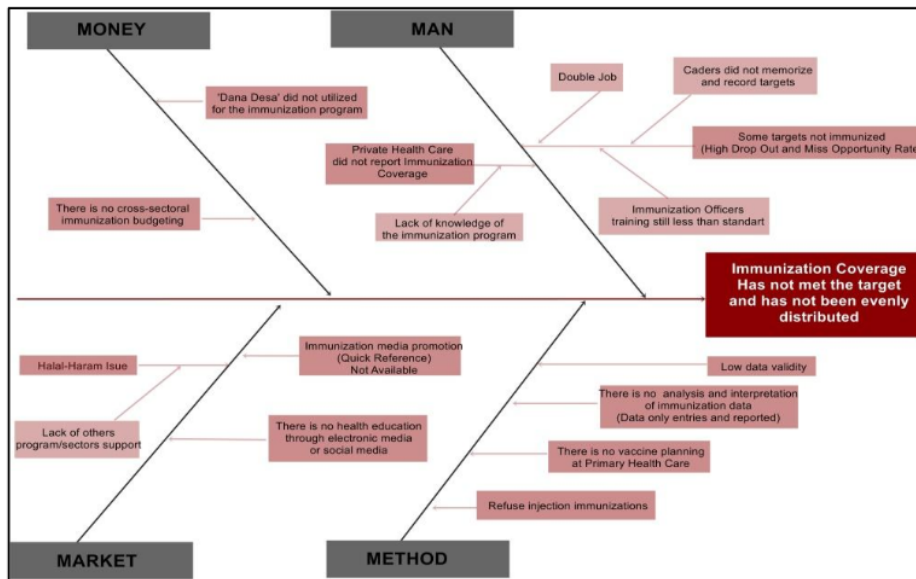 MONEY
MAN
'Dana Desa' did not utilized
for the immunization program
There is no cross-sectoral
immunization budgeting
Double Job
Caders did not memorize
and record targets
Some targets not immunized
(High Drop Out and Miss Opportunity Rate
Private Health Care
did not report Immunization
Coverage
Lack of knowledge of
the immunization program
Immunization Officers
training still less than standart
Immunization Coverage
Has not met the target
and has not been evenly
distributed
Halal-Haram Isue
Immunization media promotion
(Quick Reference)
Not Available
Lack of others
program/sectors support
There is no health education
through electronic media
or social media
Low data validity
There is no analysis and interpretation
of immunization data
(Data only entries and reported)
There is no vaccine planning
at Primary Health Care
Refuse injection immunizations
MARKET
METHOD